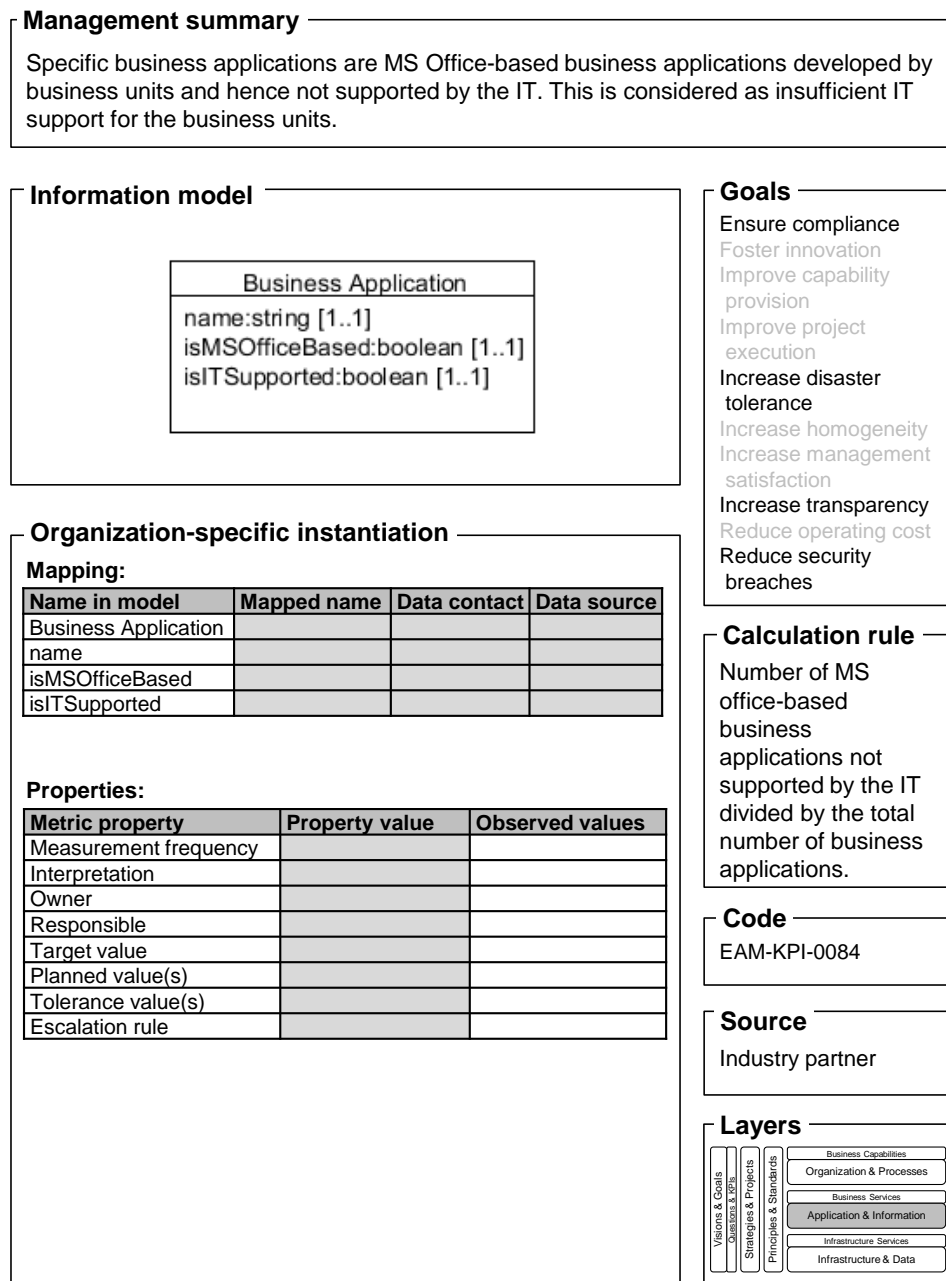 Management summary
Specific business applications are MS Office-based business applications developed by
business units and hence not supported by the IT. This is considered as insufficient IT
support for the business units.
Information model
Business Application
name:string [1..1]
isMSOfficeBased:boolean [1..1]
isITSupported:boolean [1..1]
Organization-specific instantiation
Mapping:
Name in model Mapped name Data contact Data source
Business Application
name
isMSOfficeBased
isITSupported
Properties:
Metric property Property value Observed values
Measurement frequency
Interpretation
Owner
Responsible
Target value
Planned value(s)
Tolerance value(s)
Escalation rule
Goals
Ensure compliance
Foster innovation
Improve capability
provision
Improve project
execution
Increase disaster
tolerance
Increase homogeneity
Increase management
satisfaction
Increase transparency
Reduce operating cost
Reduce security
breaches
Calculation rule
Number of MS
office-based
business
applications not
supported by the IT
divided by the total
number of business
applications.
Code
EAM-KPI-0084
Source
Industry partner
Layers
Visions & Goals
Questions & KPIs
Strategies & Projects
Principles & Standards
Business Capabilities
Organization & Processes
Business Services
Application & Information
Infrastructure Services
Infrastructure & Data